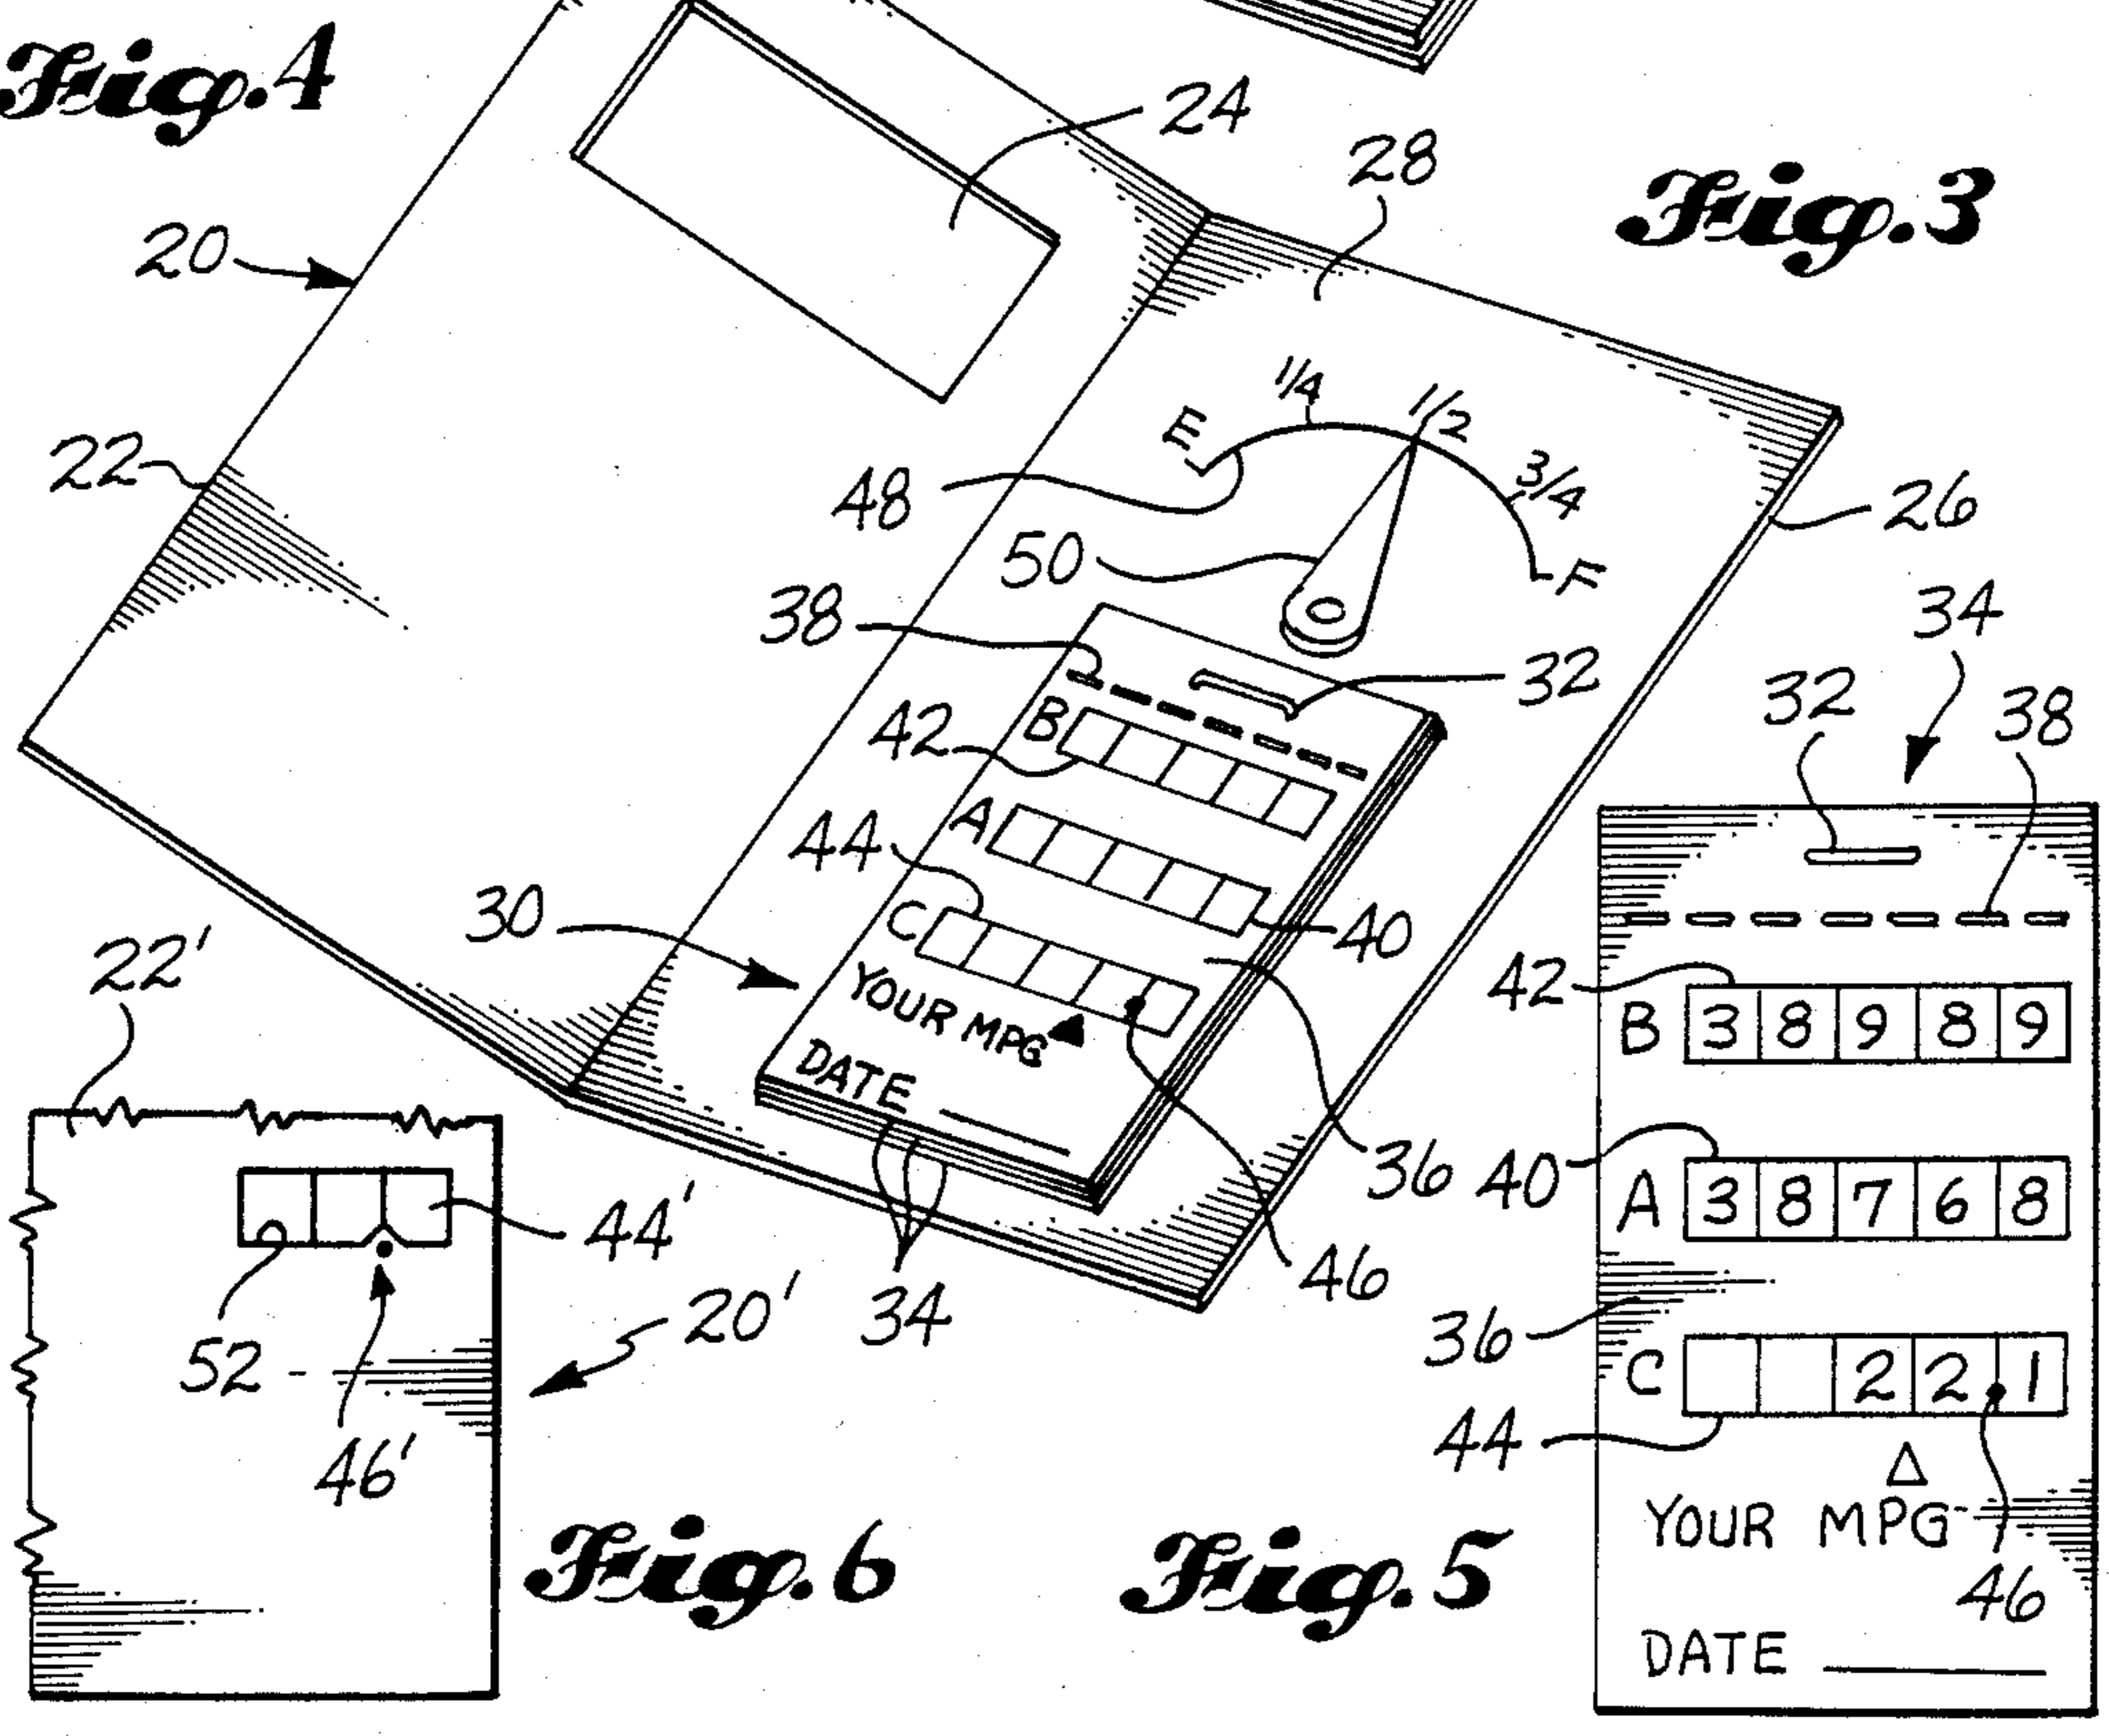 Fig.4
24
28
Fig.3
20
1/4
1/2
E
3/4
22
48
26
50
F
38
34
32
32
38
42
B
A
44
42
B 3 8 9 8 9
30
C
40
22'
YOUR MPG
DATE
36
40
A 3 8 7 6 8
44'
46
20'
34
36
52
C 2 2 . 1
44
46'
YOUR MPG
Fig.6
Fig.5
46
DATE